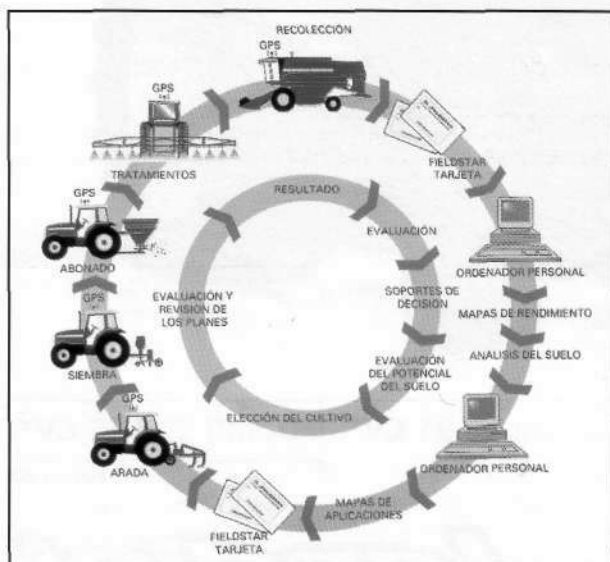 RECOLECCIÓN
GPS
FIELDSTAR
TARJETA
ORDENADOR PERSONAL
MAPAS DE RENDIMIENTO
ANALISIS DEL SUELO
ORDENADOR PERSONAL
MAPAS DE
APLICACIONES
FIELDSTAR
TARJETA
GPS
ARADA
GPS
SIEMBRA
GPS
ABONADO
GPS
TRATAMIENTOS
RESULTADO
EVALUACIÓN
SOPORTES DE
DECISIÓN
EVALUACIÓN
DEL POTENCIAL
DEL SUELO
ELECCIÓN DEL CULTIVO
EVALUACIÓN Y
REVISIÓN DE
LOS PLANES